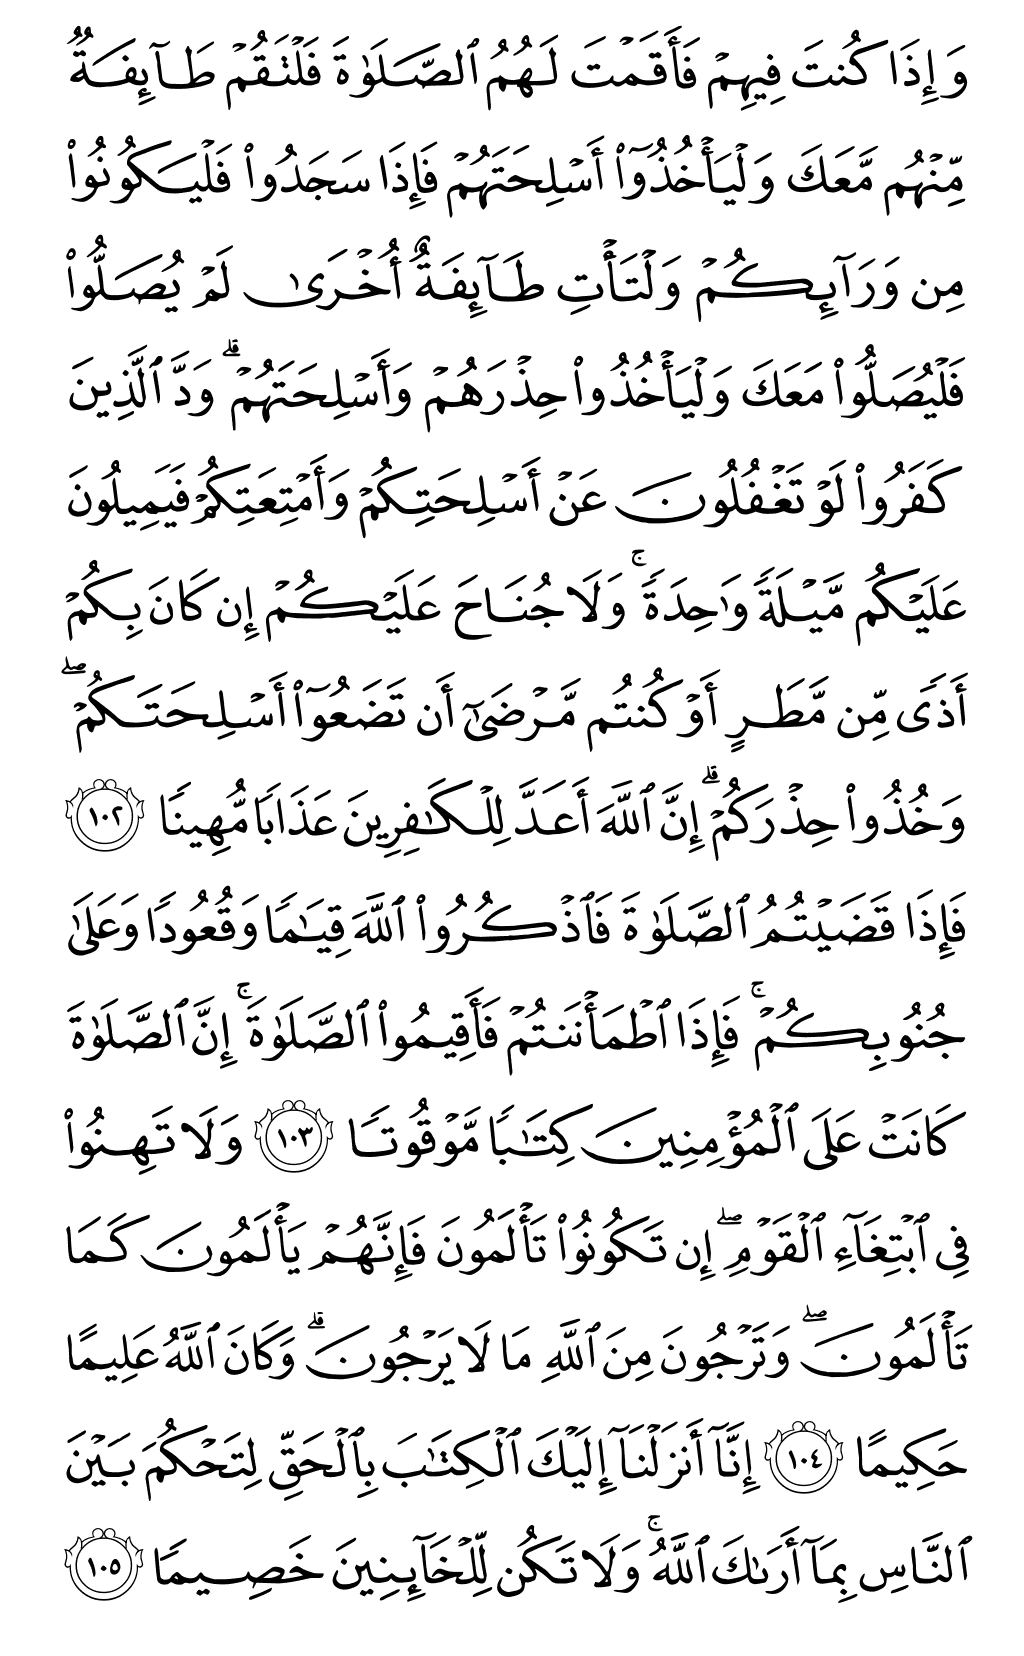 وَإِذَا كُنتَ فِيهِمْ فَأَقَمْتَ لَهُمُ ٱلصَّلَوٰةَ فَلْتَقُمْ طَآئِفَةٌ
مِّنْهُم مَّعَكَ وَلْيَأْخُذُوٓا۟ أَسْلِحَتَهُمْ فَإِذَا سَجَدُوا۟ فَلْيَكُونُوا۟
مِن وَرَآئِكُمْ وَلْتَأْتِ طَآئِفَةٌ أُخْرَىٰ لَمْ يُصَلُّوا۟
فَلْيُصَلُّوا۟ مَعَكَ وَلْيَأْخُذُوا۟ حِذْرَهُمْ وَأَسْلِحَتَهُمْ ۗ وَدَّ ٱلَّذِينَ
كَفَرُوا۟ لَوْ تَغْفُلُونَ عَنْ أَسْلِحَتِكُمْ وَأَمْتِعَتِكُمْ فَيَمِيلُونَ
عَلَيْكُم مَّيْلَةً وَٰحِدَةً ۚ وَلَا جُنَاحَ عَلَيْكُمْ إِن كَانَ بِكُمْ
أَذًى مِّن مَّطَرٍ أَوْ كُنتُم مَّرْضَىٰٓ أَن تَضَعُوٓا۟ أَسْلِحَتَكُمْ ۖ
وَخُذُوا۟ حِذْرَكُمْ ۗ إِنَّ ٱللَّهَ أَعَدَّ لِلْكَـٰفِرِينَ عَذَابًا مُّهِينًا ١٠٢
فَإِذَا قَضَيْتُمُ ٱلصَّلَوٰةَ فَٱذْكُرُوا۟ ٱللَّهَ قِيَـٰمًا وَقُعُودًا وَعَلَىٰ
جُنُوبِكُمْ ۚ فَإِذَا ٱطْمَأْنَنتُمْ فَأَقِيمُوا۟ ٱلصَّلَوٰةَ ۚ إِنَّ ٱلصَّلَوٰةَ
كَانَتْ عَلَى ٱلْمُؤْمِنِينَ كِتَـٰبًا مَّوْقُوتًا ١٠٣ وَلَا تَهِنُوا۟
فِى ٱبْتِغَآءِ ٱلْقَوْمِ ۖ إِن تَكُونُوا۟ تَأْلَمُونَ فَإِنَّهُمْ يَأْلَمُونَ كَمَا
تَأْلَمُونَ ۖ وَتَرْجُونَ مِنَ ٱللَّهِ مَا لَا يَرْجُونَ ۗ وَكَانَ ٱللَّهُ عَلِيمًا
حَكِيمًا ١٠٤ إِنَّآ أَنزَلْنَآ إِلَيْكَ ٱلْكِتَـٰبَ بِٱلْحَقِّ لِتَحْكُمَ بَيْنَ
ٱلنَّاسِ بِمَآ أَرَىٰكَ ٱللَّهُ ۚ وَلَا تَكُن لِّلْخَآئِنِينَ خَصِيمًا ١٠٥